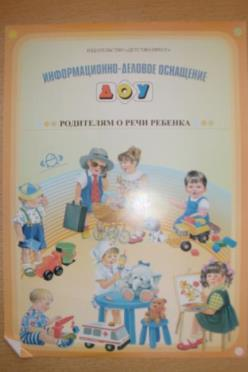 ИЗДАТЕЛЬСТВО «ДЕТСТВО-ПРЕСС»
ИНФОРМАЦИОННО-ДЕЛОВОЕ ОСНАЩЕНИЕ
ДОУ
РОДИТЕЛЯМ О РЕЧИ РЕБЕНКА